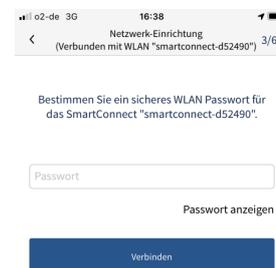 o2-de 3G 16:38
Netzwerk-Einrichtung
(Verbunden mit WLAN "smartconnect-d52490") 3/6
Bestimmen Sie ein sicheres WLAN Passwort für
das SmartConnect "smartconnect-d52490".
Passwort
Passwort anzeigen
Verbinden